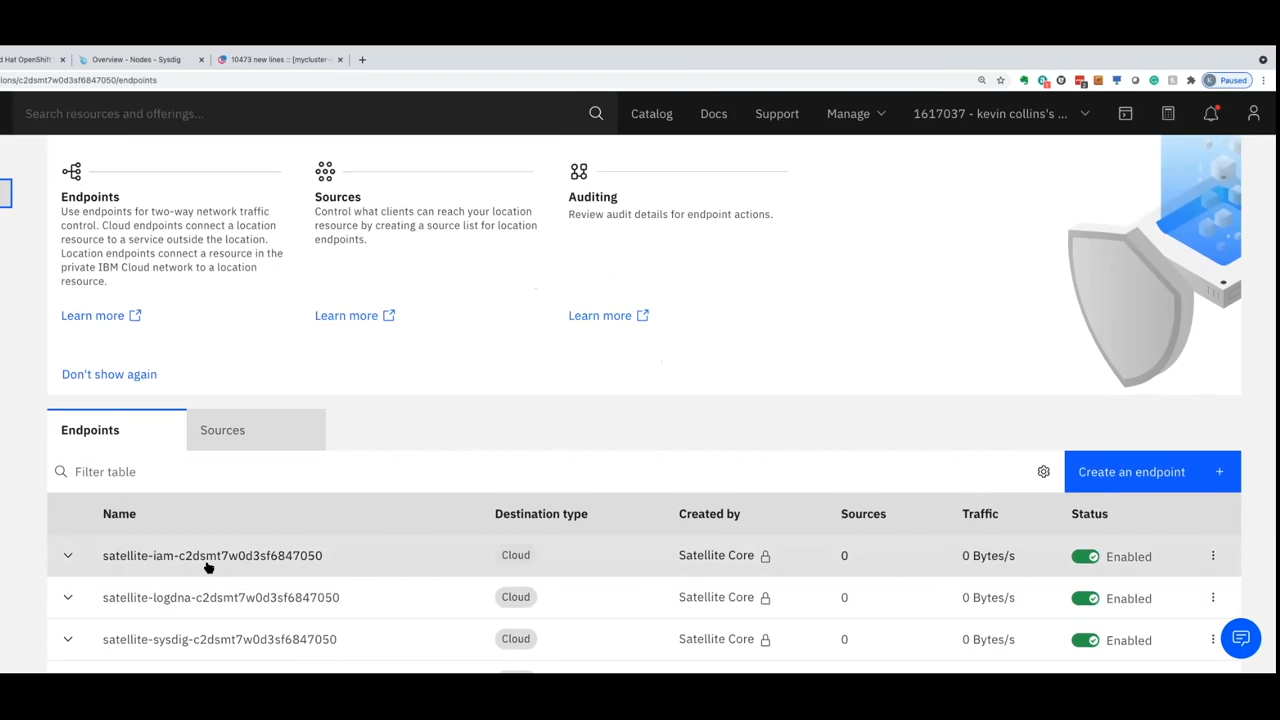 d Hat OpenShift
Overview - Nodes - Sysdig
10473 new lines :: [mycluster-
ions/c2dsmt7w0d3sf6847050/endpoints
K Paused
Search resources and offerings...
Catalog
Docs
Support
Manage
1617037 - kevin collins's ...
Endpoints
Use endpoints for two-way network traffic
control. Cloud endpoints connect a location
resource to a service outside the location.
Location endpoints connect a resource in the
private IBM Cloud network to a location
resource.
Learn more
Sources
Control what clients can reach your location
resource by creating a source list for location
endpoints.
Learn more
Auditing
Review audit details for endpoint actions.
Learn more
Don't show again
Endpoints
Sources
Filter table
Create an endpoint +
Name Destination type Created by Sources Traffic Status
satellite-iam-c2dsmt7w0d3sf6847050 Cloud Satellite Core 0 0 Bytes/s Enabled
satellite-logdna-c2dsmt7w0d3sf6847050 Cloud Satellite Core 0 0 Bytes/s Enabled
satellite-sysdig-c2dsmt7w0d3sf6847050 Cloud Satellite Core 0 0 Bytes/s Enabled